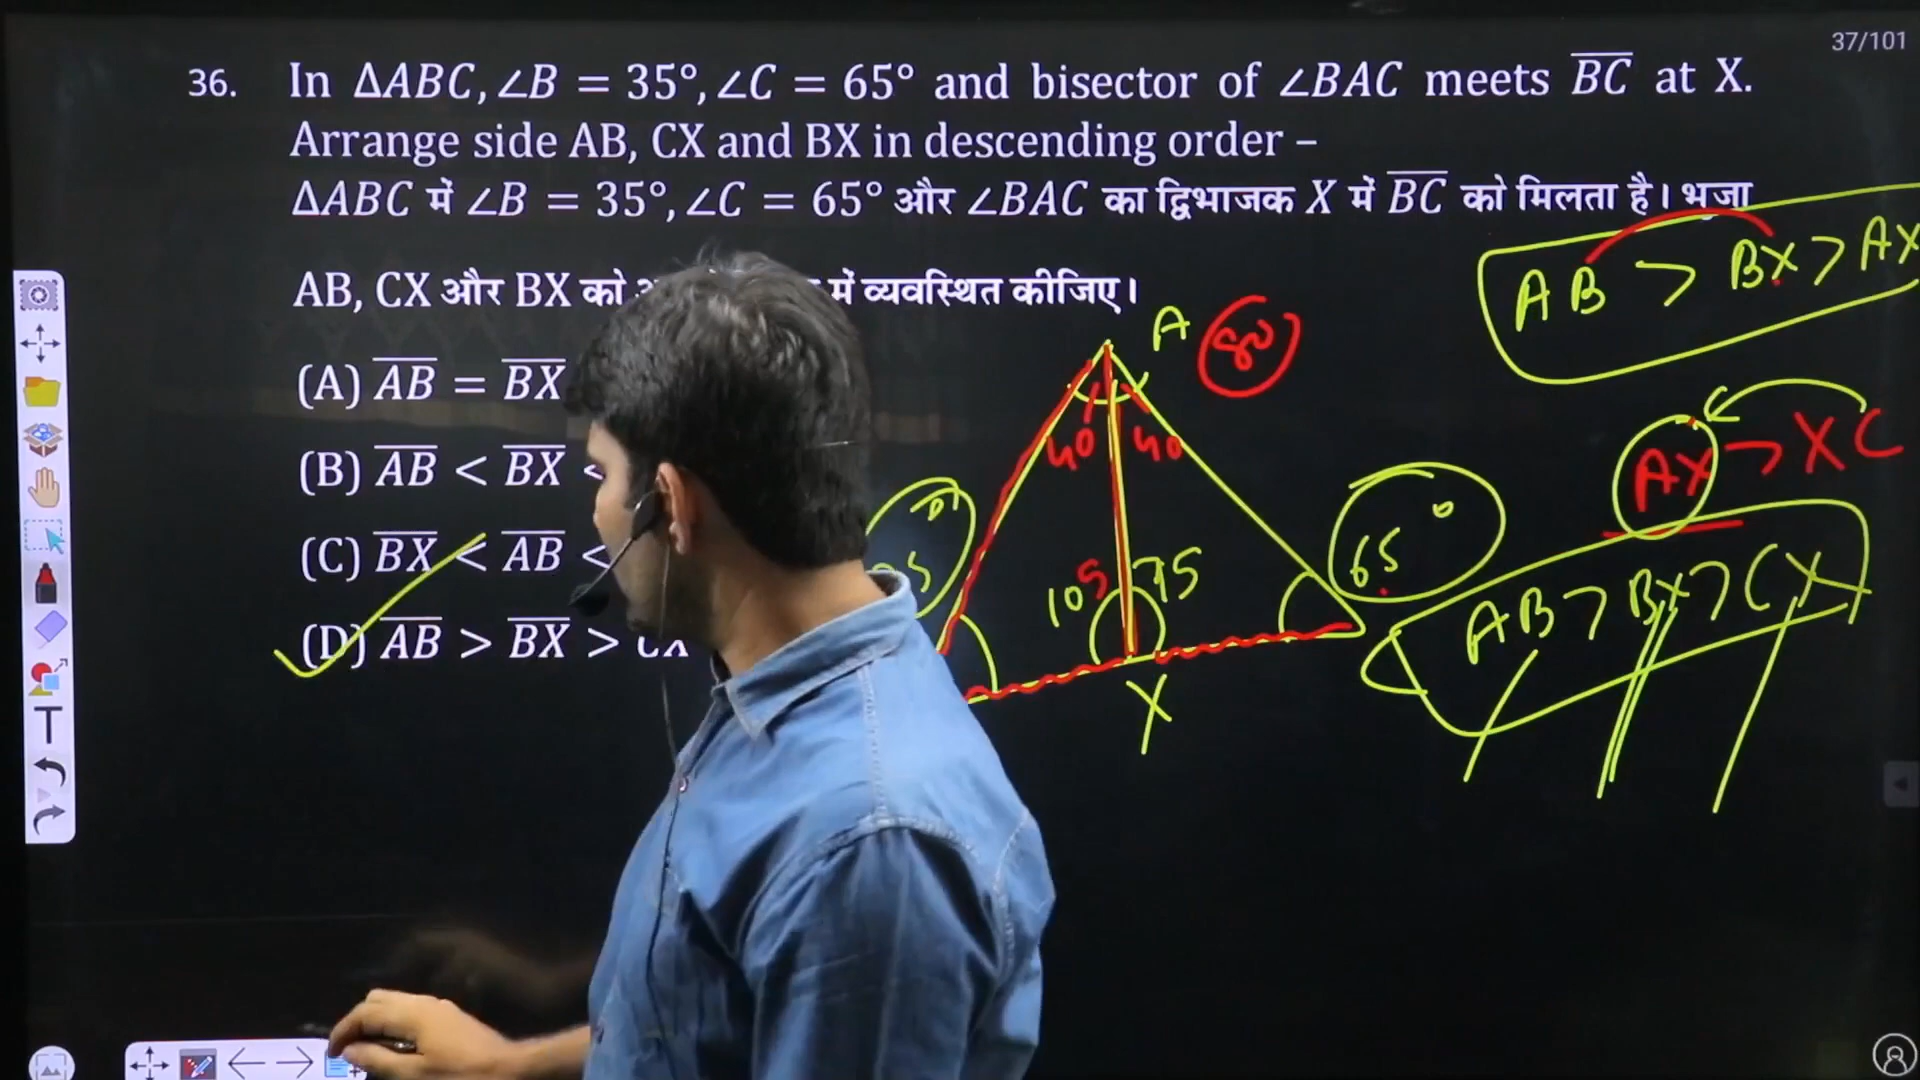 37/101
36. In ΔABC, ∠B = 35°, ∠C = 65° and bisector of ∠BAC meets BC at X.
Arrange side AB, CX and BX in descending order –
ΔABC में ∠B = 35°, ∠C = 65° और ∠BAC का द्विभाजक X में BC को मिलता है। भुजा
AB, CX और BX को में व्यवस्थित कीजिए।
(A) AB = BX
(B) AB < BX <
(C) BX < AB <
(D) AB > BX > CX
AB > BX > AX
A
80
AX > XC
40 40
65°
105 75
AB > BX > CX
X
T